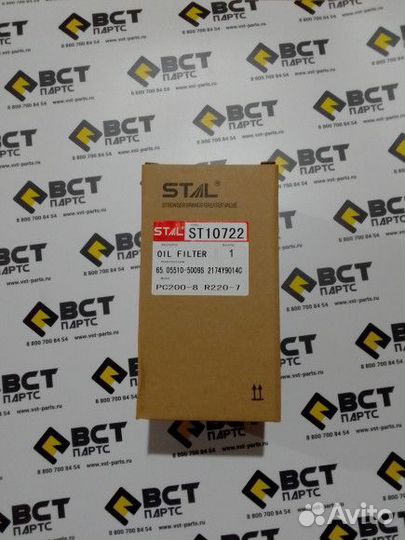 ВСТ
ПАРТС
8 800 700 84 54
www.vst-parts.ru
STAL
STRONGER BRAND GREATER VALUE
STAL ST10722
OIL FILTER 1
65.05510-5009S 2174Y9014C
PC200-8 R220-7
Avito